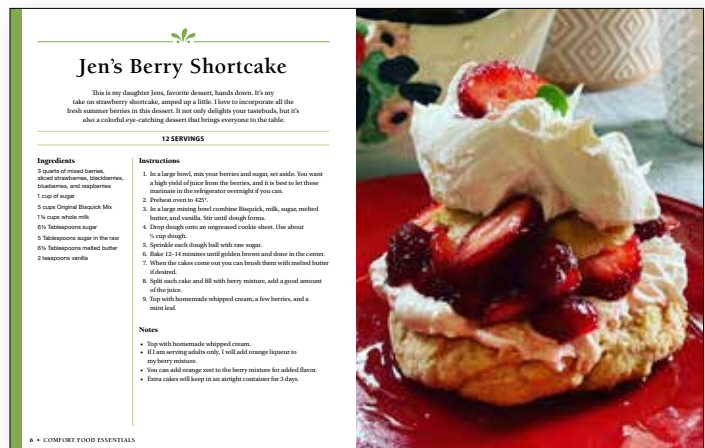 Jen's Berry Shortcake
This is my daughter Jens, favorite dessert, hands down. It's my
take on strawberry shortcake, amped up a little. I love to incorporate all the
fresh summer berries in this dessert. It not only delights your tastebuds, but it's
also a colorful eye-catching dessert that brings everyone to the table.
12 SERVINGS
Ingredients
3 quarts of mixed berries,
sliced strawberries, blackberries,
blueberries, and raspberries
1 cup of sugar
5 cups Original Bisquick Mix
cups whole milk
Tablespoons sugar
5 Tablespoons sugar in the raw
Tablespoons melted butter
2 teaspoons vanilla
Instructions
1. In a large bowl, mix your berries and sugar, set aside. You want
a high yield of juice from the berries, and it is best to let these
marinate in the refrigerator overnight if you can.
2. Preheat oven to 425°.
3. In a large mixing bowl combine Bisquick, milk, sugar, melted
butter, and vanilla. Stir until dough forms.
4. Drop dough onto an ungreased cookie sheet. Use about
cup dough.
5. Sprinkle each dough ball with raw sugar.
6. Bake 12–14 minutes until golden brown and done in the center.
7. When the cakes come out you can brush them with melted butter
if desired.
8. Split each cake and fill with berry mixture, add a good amount
of the juice.
9. Top with homemade whipped cream, a few berries, and a
mint leaf.
Notes
• Top with homemade whipped cream.
• If I am serving adults only, I will add orange liqueur to
my berry mixture.
• You can add orange zest to the berry mixture for added flavor.
• Extra cakes will keep in an airtight container for 3 days.
6 • COMFORT FOOD ESSENTIALS